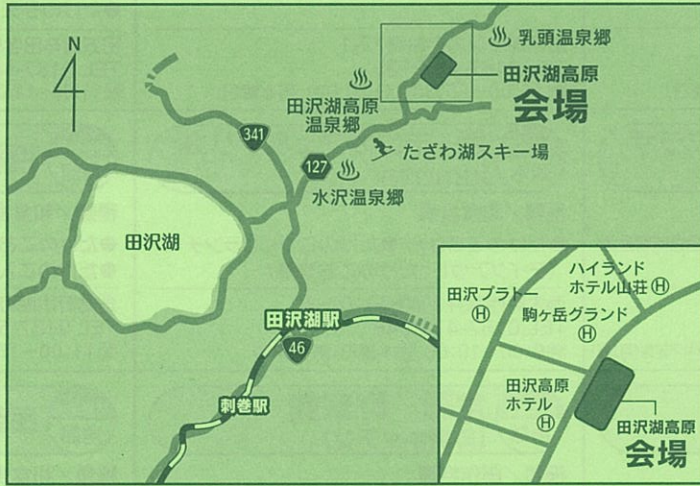 N
乳頭温泉郷
田沢湖高原
会場
田沢湖高原
温泉郷
341
127
たざわ湖スキー場
水沢温泉郷
田沢湖
田沢湖駅
46
刺巻駅
ハイランド
ホテル山荘 Ⓗ
田沢プラトー
Ⓗ
駒ヶ岳グランド
Ⓗ
田沢高原
ホテル
Ⓗ
田沢湖高原
会場